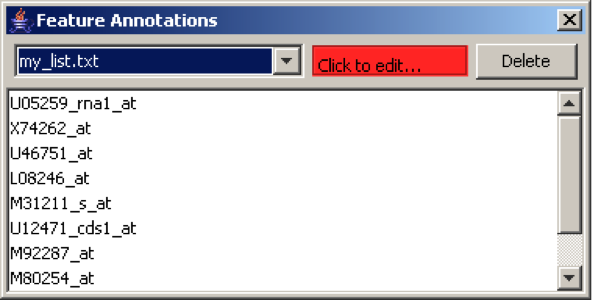 Feature Annotations
my_list.txt Click to edit... Delete
U05259_rna1_at
X74262_at
U46751_at
L08246_at
M31211_s_at
U12471_cds1_at
M92287_at
M80254_at